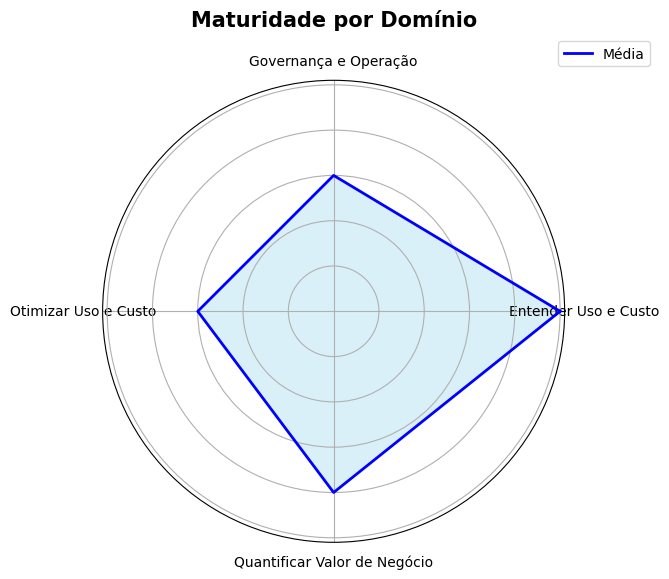 Maturidade por Domínio
Média
Governança e Operação
Otimizar Uso e Custo
Entender Uso e Custo
Quantificar Valor de Negócio